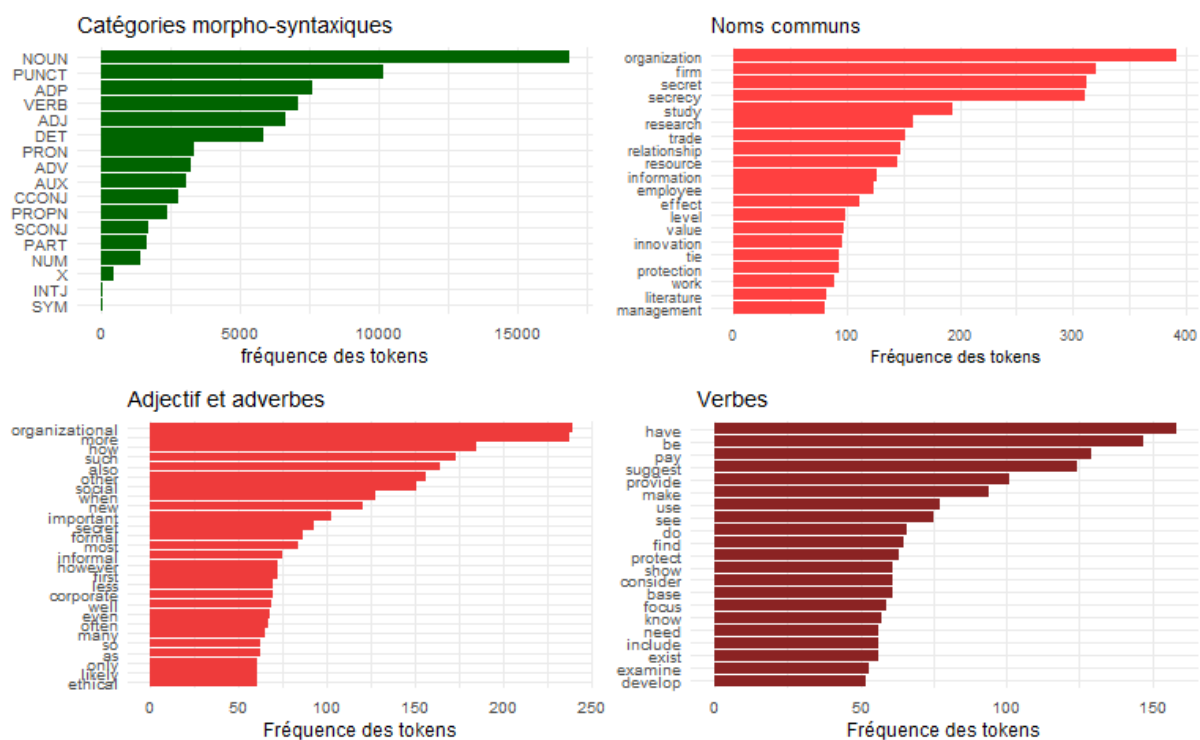 Catégories morpho-syntaxiques
NOUN
PUNCT
ADP
VERB
ADJ
DET
PRON
ADV
AUX
CCONJ
PROPN
SCONJ
PART
NUM
X
INTJ
SYM
0 5000 10000 15000
fréquence des tokens
Noms communs
organization
firm
secret
secrecy
study
research
trade
relationship
resource
information
employee
effect
level
value
innovation
tie
protection
work
literature
management
0 100 200 300 400
Fréquence des tokens
Adjectif et adverbes
organizational
more
how
such
also
other
social
when
new
important
secret
formal
most
informal
however
first
less
corporate
well
even
often
many
so
as
only
likely
ethical
0 50 100 150 200 250
Fréquence des tokens
Verbes
have
be
pay
suggest
provide
make
use
see
do
find
protect
show
consider
base
focus
know
need
include
exist
examine
develop
0 50 100 150
Fréquence des tokens